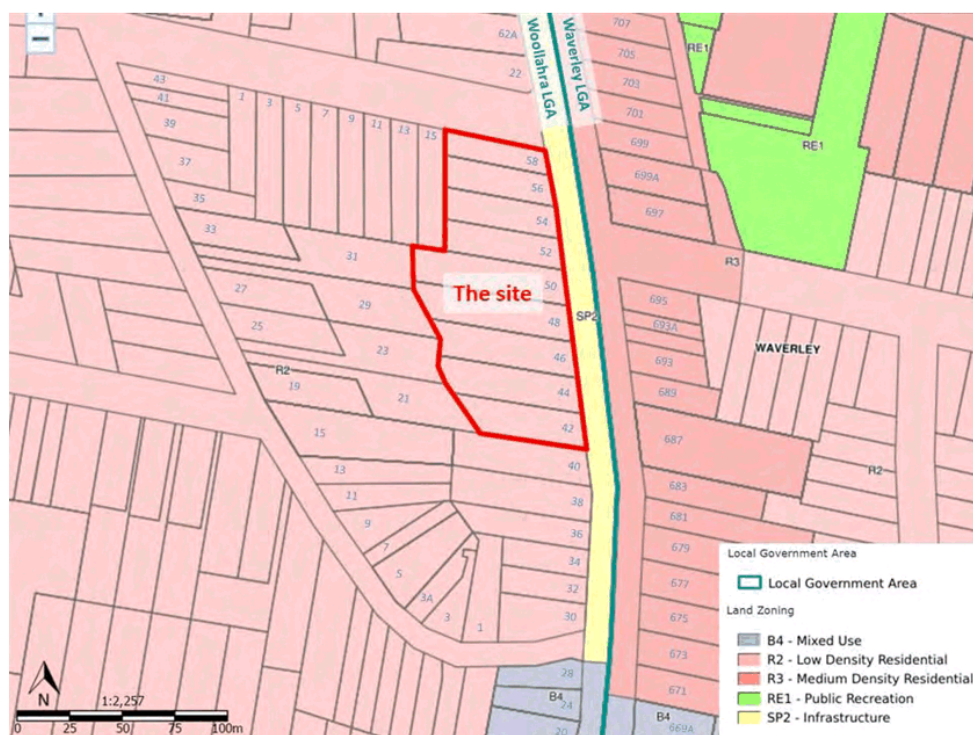 62A
22
Woollahra LGA
Waverley LGA
707
705
703
701
699
699A
697
RE1
RE1
43
41
39
37
35
33
1
3
5
7
9
11
13
15
58
56
54
52
50
48
46
44
42
The site
31
29
27
25
23
R2
19
21
15
13
11
9
7
5
3A
3
1
40
38
36
34
32
30
SP2
R3
695
693A
693
689
687
683
681
679
677
675
673
671
WAVERLEY
R2
28
B4
24
20
B4
669A
N
1:2,257
0 25 50 75 100m
Local Government Area
Local Government Area
Land Zoning
B4 - Mixed Use
R2 - Low Density Residential
R3 - Medium Density Residential
RE1 - Public Recreation
SP2 - Infrastructure